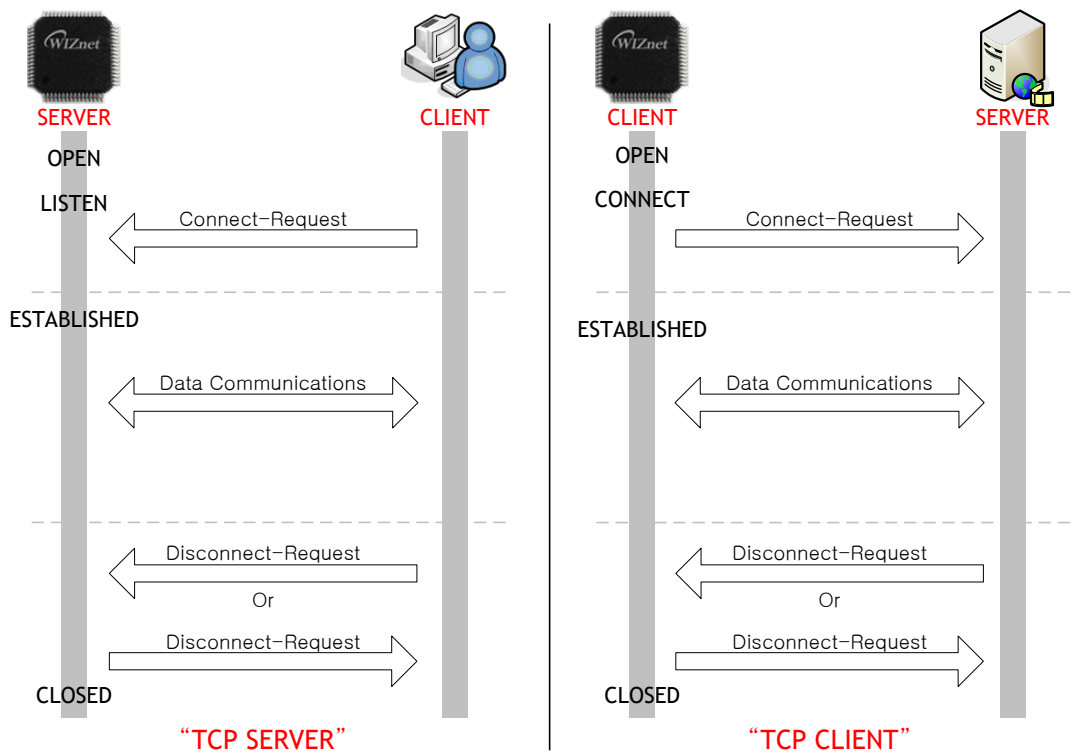 WIZnet
SERVER
CLIENT
OPEN
LISTEN
Connect-Request
ESTABLISHED
Data Communications
Disconnect-Request
Or
Disconnect-Request
CLOSED
“TCP SERVER”
WIZnet
CLIENT
SERVER
OPEN
CONNECT
Connect-Request
ESTABLISHED
Data Communications
Disconnect-Request
Or
Disconnect-Request
CLOSED
“TCP CLIENT”